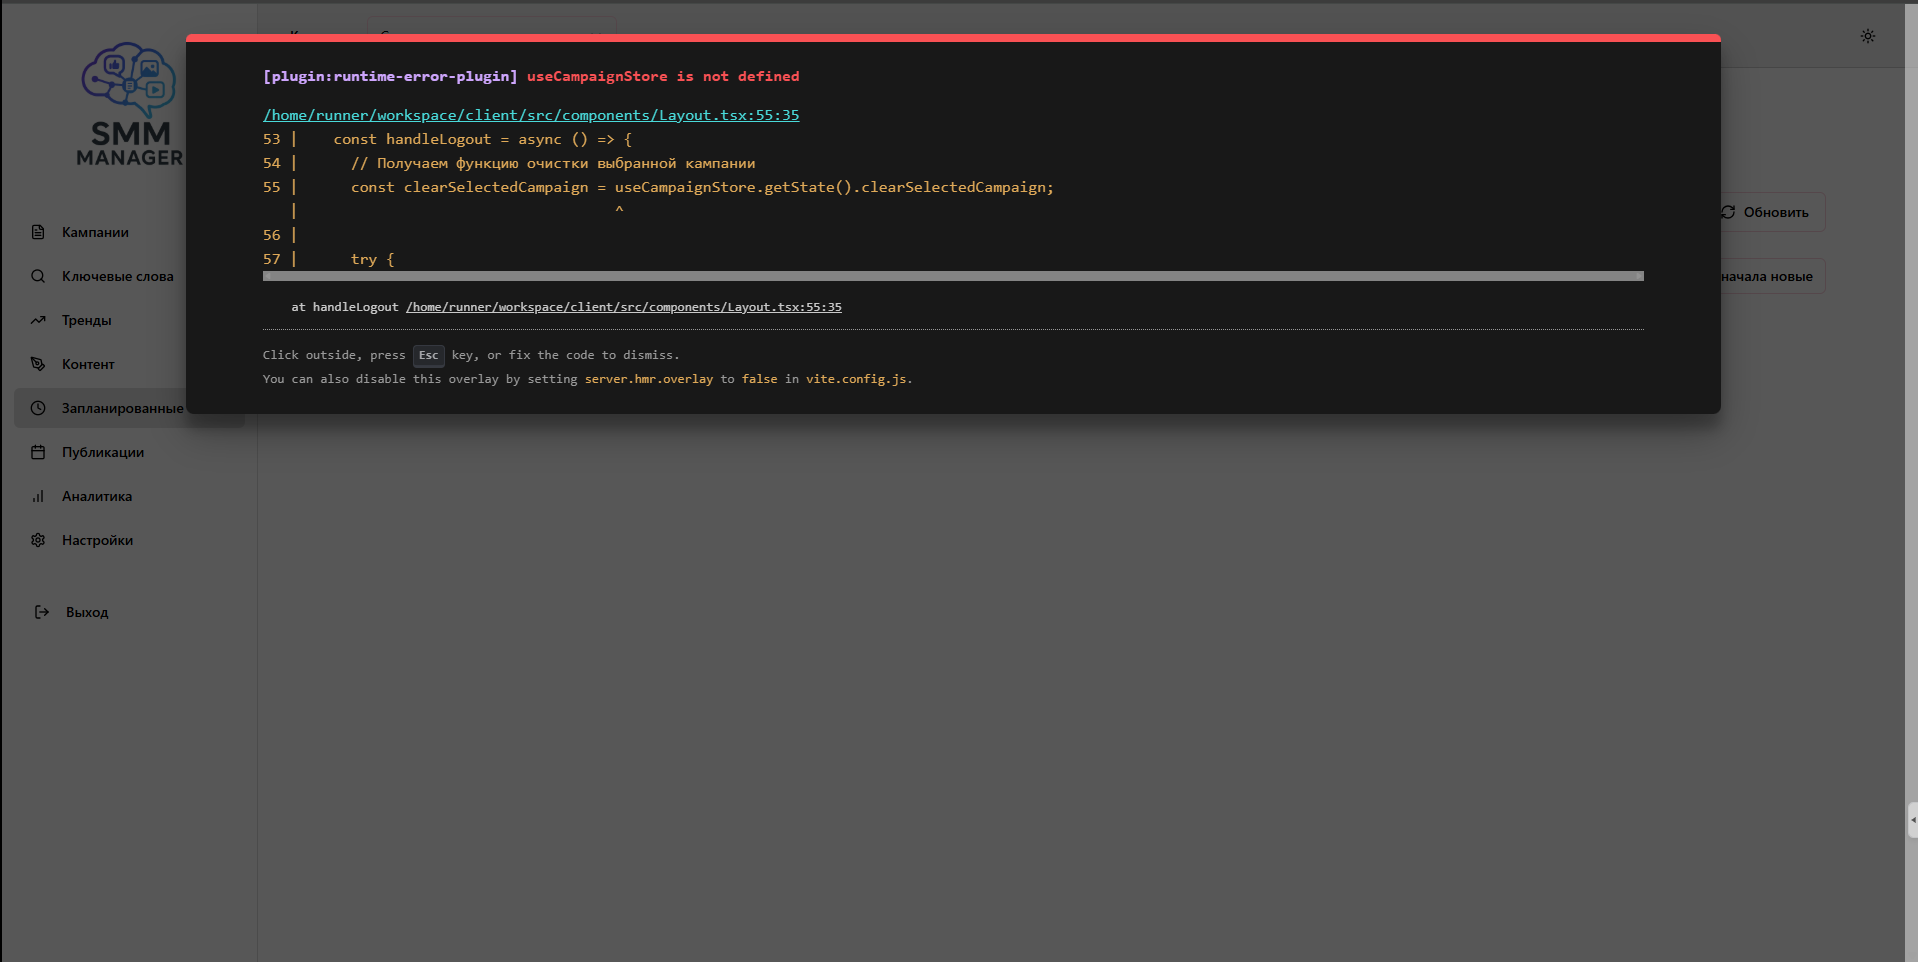 SMM
MANAGER
Кампании
Ключевые слова
Тренды
Контент
Запланированные
Публикации
Аналитика
Настройки
Выход
[plugin:runtime-error-plugin] useCampaignStore is not defined
/home/runner/workspace/client/src/components/Layout.tsx:55:35
53 |    const handleLogout = async () => {
54 |      // Получаем функцию очистки выбранной кампании
55 |      const clearSelectedCampaign = useCampaignStore.getState().clearSelectedCampaign;
   |                                    ^
56 |
57 |      try {
at handleLogout /home/runner/workspace/client/src/components/Layout.tsx:55:35
Click outside, press Esc key, or fix the code to dismiss.
You can also disable this overlay by setting server.hmr.overlay to false in vite.config.js.
Обновить
начала новые